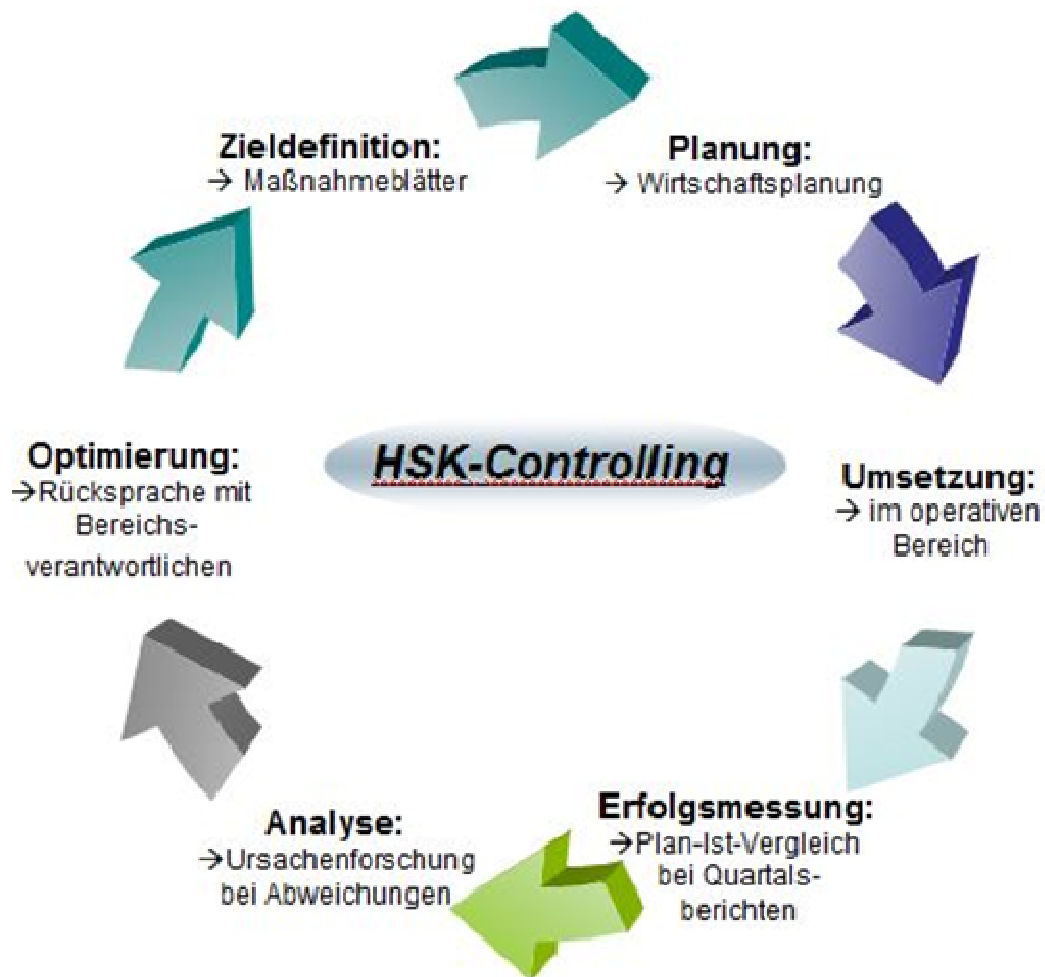 Zieldefinition:
→ Maßnahmeblätter
Planung:
→ Wirtschaftsplanung
Optimierung:
→Rücksprache mit
Bereichs-
verantwortlichen
HSK-Controlling
Umsetzung:
→ im operativen
Bereich
Analyse:
→Ursachenforschung
bei Abweichungen
Erfolgsmessung:
→Plan-Ist-Vergleich
bei Quartals-
berichten